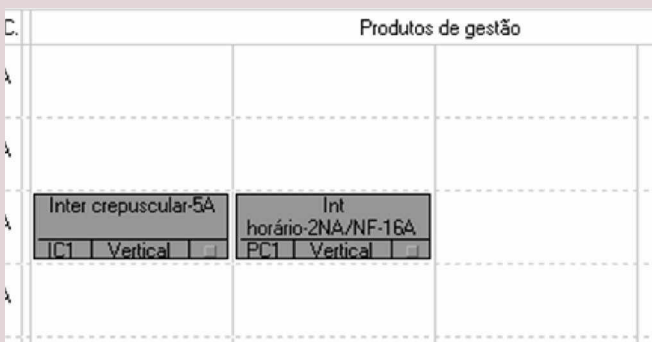 C.
Produtos de gestão
A
A
Inter crepuscular-5A
Int
horário-2NA/NF-16A
A
IC1 Vertical
PC1 Vertical
A